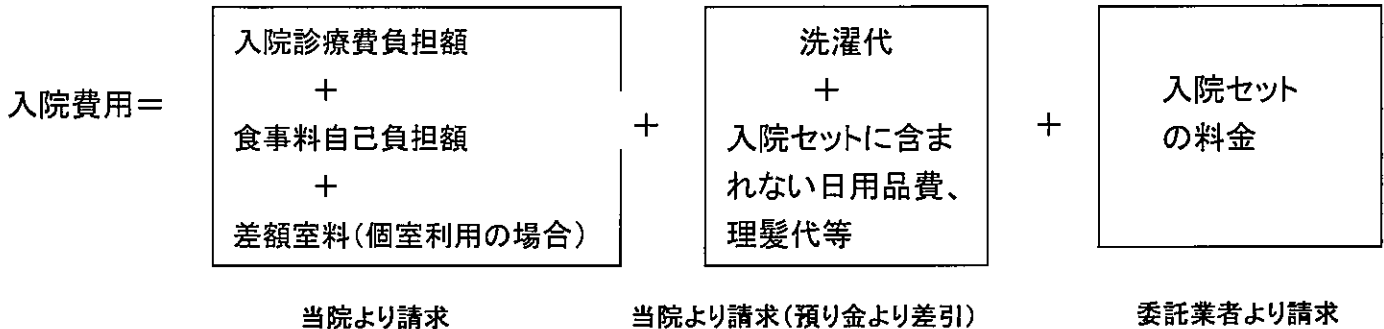 入院費用＝
入院診療費負担額
＋
食事料自己負担額
＋
差額室料（個室利用の場合）
＋
洗濯代
＋
入院セットに含ま
れない日用品費、
理髪代等
＋
入院セット
の料金
当院より請求
当院より請求（預り金より差引）
委託業者より請求